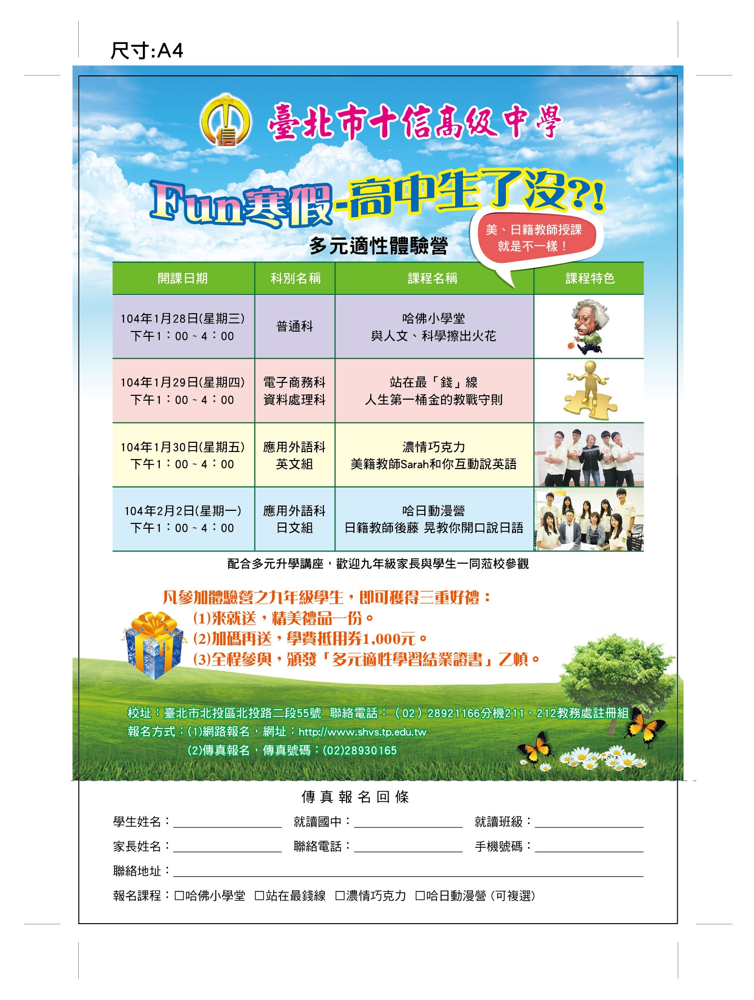 尺寸:A4
信
臺北市十信高級中學
Fun寒假-高中生了沒?!
美、日籍教師授課
就是不一樣！
多元適性體驗營
開課日期 科別名稱 課程名稱 課程特色
104年1月28日(星期三)
下午1：00 ~ 4：00
普通科
哈佛小學堂
與人文、科學擦出火花
104年1月29日(星期四)
下午1：00 ~ 4：00
電子商務科
資料處理科
站在最「錢」線
人生第一桶金的教戰守則
104年1月30日(星期五)
下午1：00 ~ 4：00
應用外語科
英文組
濃情巧克力
美籍教師Sarah和你互動說英語
104年2月2日(星期一)
下午1：00 ~ 4：00
應用外語科
日文組
哈日動漫營
日籍教師後藤 晃教你開口說日語
配合多元升學講座，歡迎九年級家長與學生一同蒞校參觀
凡參加體驗營之九年級學生，即可獲得三重好禮：
(1)來就送，精美禮品一份。
(2)加碼再送，學費抵用券1,000元。
(3)全程參與，頒發「多元適性學習結業證書」乙幀。
校址：臺北市北投區北投路二段55號 聯絡電話：（02）28921166分機211、212教務處註冊組
報名方式：(1)網路報名，網址：http://www.shvs.tp.edu.tw
(2)傳真報名，傳真號碼：(02)28930165
傳真報名回條
學生姓名：＿＿＿＿＿ 就讀國中：＿＿＿＿＿ 就讀班級：＿＿＿＿＿
家長姓名：＿＿＿＿＿ 聯絡電話：＿＿＿＿＿ 手機號碼：＿＿＿＿＿
聯絡地址：＿＿＿＿＿
報名課程：□哈佛小學堂 □站在最錢線 □濃情巧克力 □哈日動漫營 (可複選)